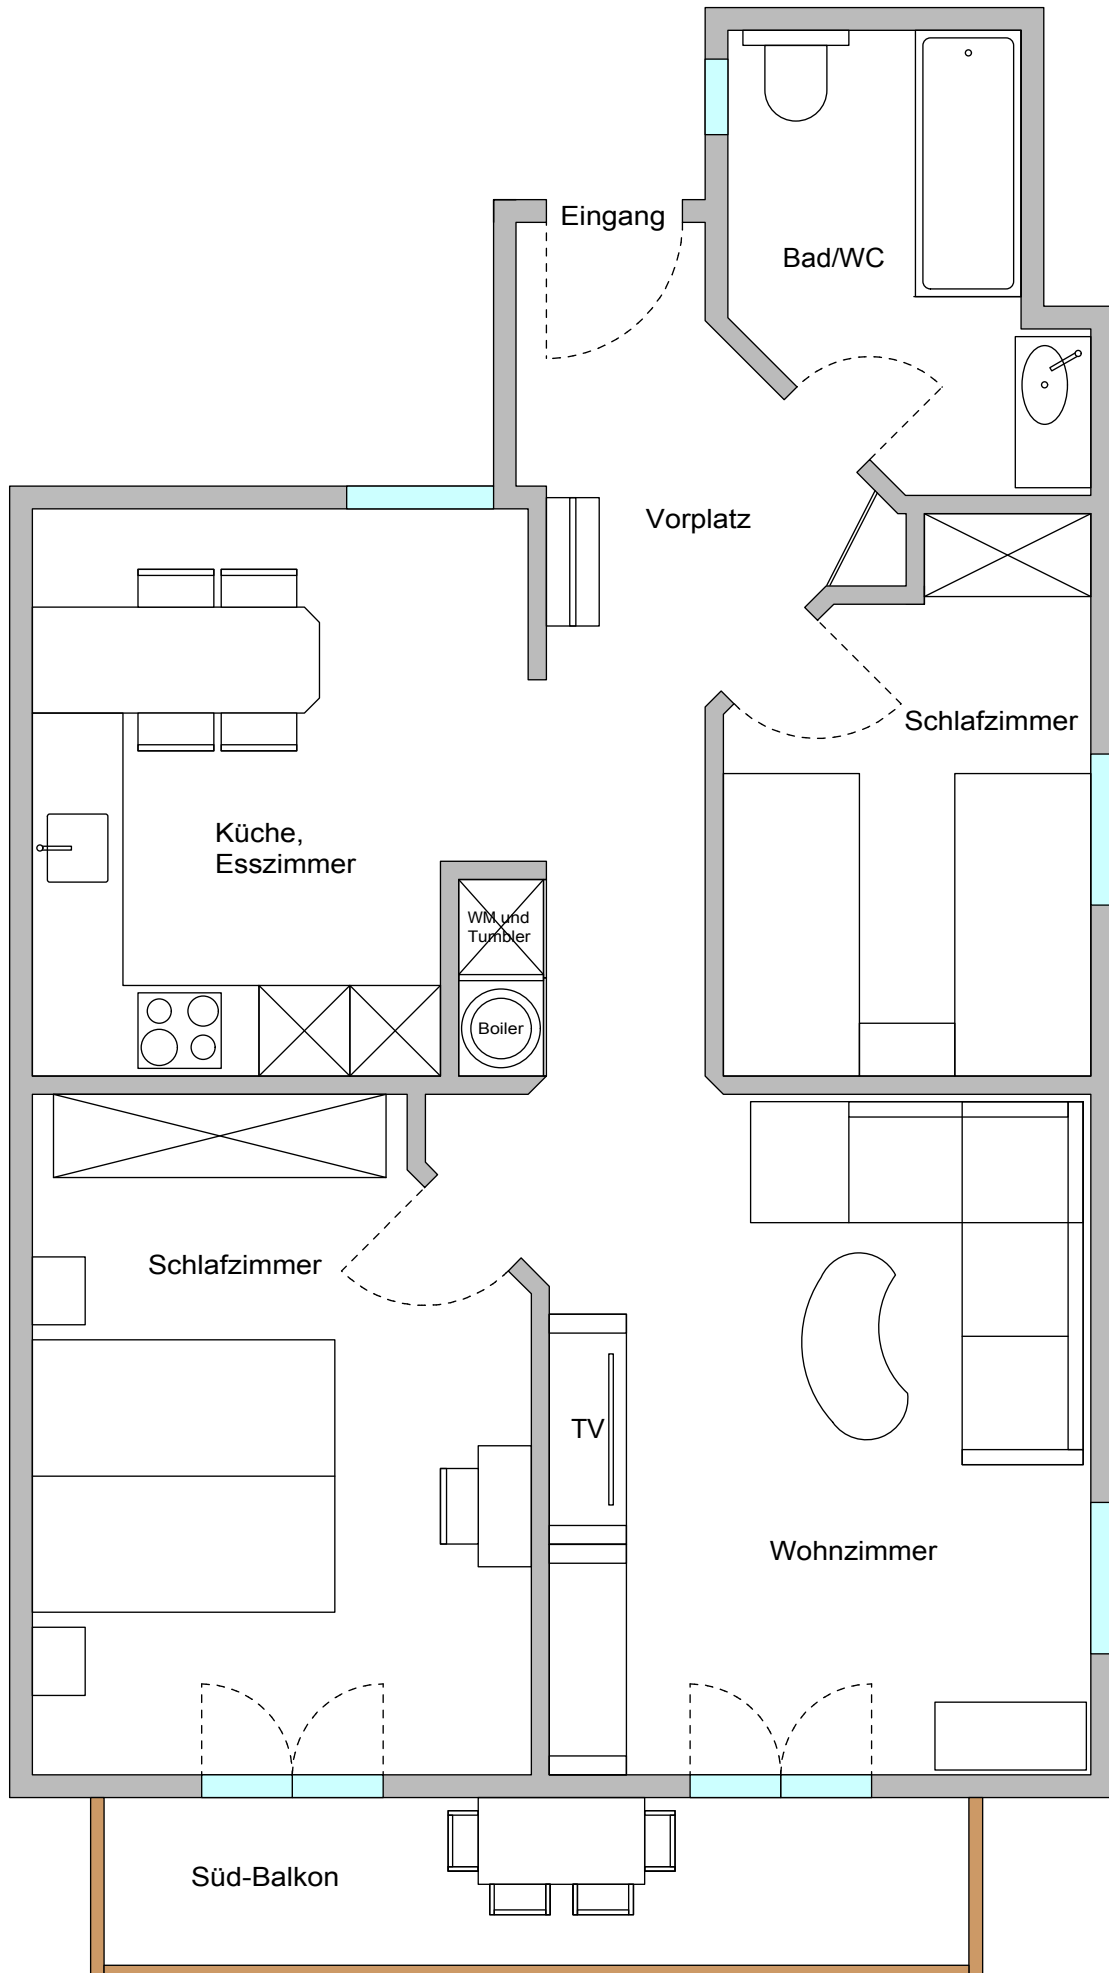 Eingang
Bad/WC
Vorplatz
Schlafzimmer
Küche,
Esszimmer
WM und
Tumbler
Boiler
Schlafzimmer
TV
Wohnzimmer
Süd-Balkon